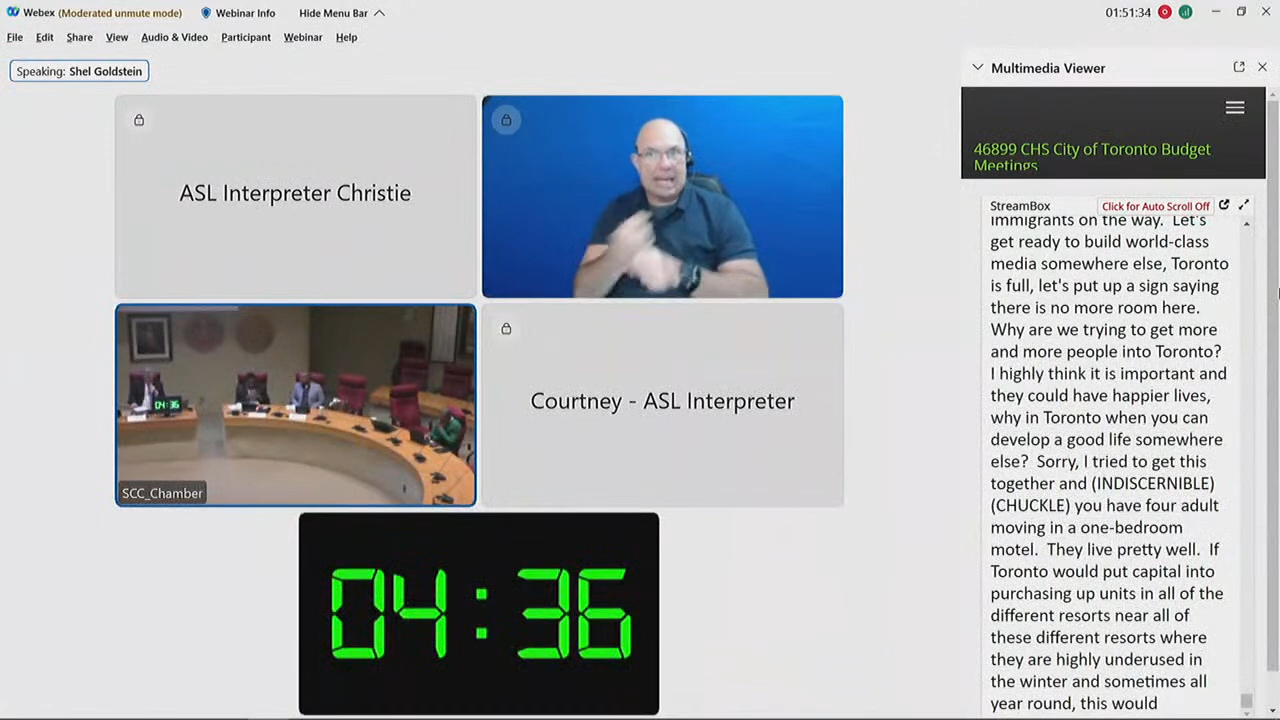 Webex (Moderated unmute mode) Webinar Info Hide Menu Bar 01:51:34
File Edit Share View Audio & Video Participant Webinar Help
Speaking: Shel Goldstein
Multimedia Viewer
46899 CHS City of Toronto Budget
Meetings
StreamBox Click for Auto Scroll Off
immigrants on the way. Let's
get ready to build world-class
media somewhere else, Toronto
is full, let's put up a sign saying
there is no more room here.
Why are we trying to get more
and more people into Toronto?
I highly think it is important and
they could have happier lives,
why in Toronto when you can
develop a good life somewhere
else? Sorry, I tried to get this
together and (INDISCERNIBLE)
(CHUCKLE) you have four adult
moving in a one-bedroom
motel. They live pretty well. If
Toronto would put capital into
purchasing up units in all of the
different resorts near all of
these different resorts where
they are highly underused in
the winter and sometimes all
year round, this would
ASL Interpreter Christie
04:36
SCC_Chamber
Courtney - ASL Interpreter
04:36